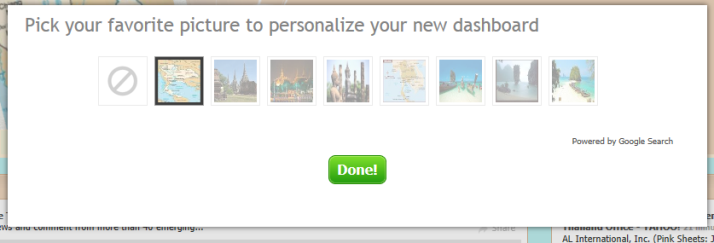 Pick your favorite picture to personalize your new dashboard
Powered by Google Search
Done!
ws and comment from more than 40 emerging...
Share
Thailand Office - YAHOO!
AL International, Inc. (Pink Sheets: J